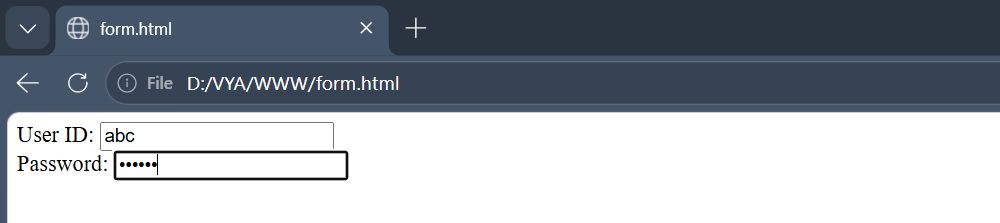 form.html
File D:/VYA/WWW/form.html
User ID: abc
Password: ••••••